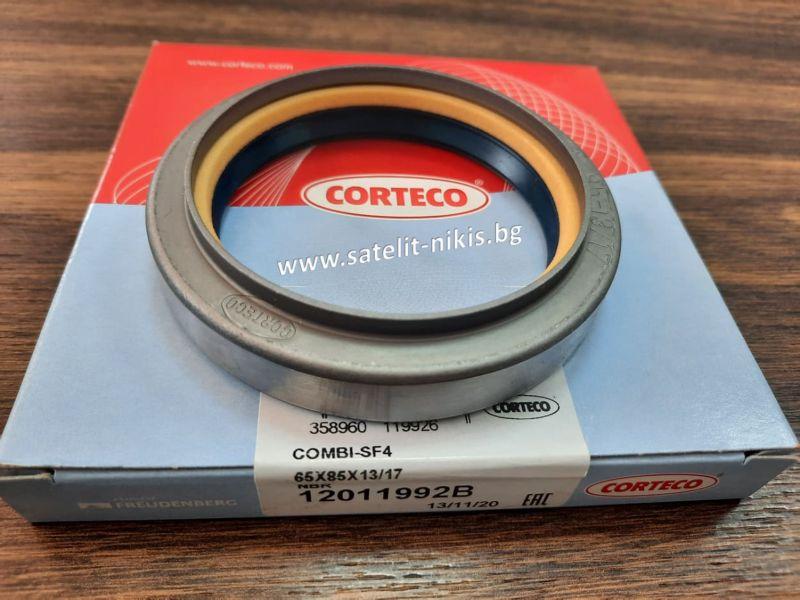 www.corteco.com
CORTECO®
www.satelit-nikis.bg
CORTECO
358960 119926
CORTECO
COMBI-SF4
65X85X13/17
NBR
12011992B
13/11/20
EAC
FREUDENBERG
CORTECO